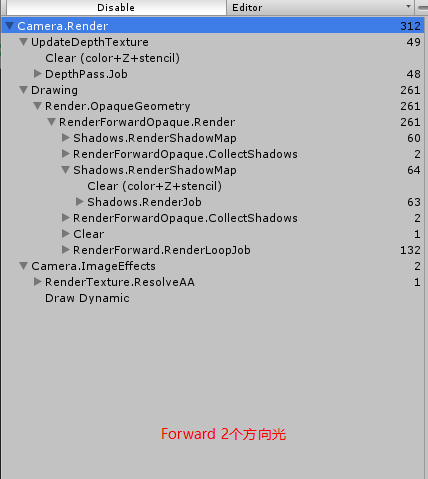 Disable Editor
Camera.Render 312
UpdateDepthTexture 49
Clear (color+Z+stencil)
DepthPass.Job 48
Drawing 261
Render.OpaqueGeometry 261
RenderForwardOpaque.Render 261
Shadows.RenderShadowMap 60
RenderForwardOpaque.CollectShadows 2
Shadows.RenderShadowMap 64
Clear (color+Z+stencil)
Shadows.RenderJob 63
RenderForwardOpaque.CollectShadows 2
Clear 1
RenderForward.RenderLoopJob 132
Camera.ImageEffects 2
RenderTexture.ResolveAA 1
Draw Dynamic
Forward 2个方向光